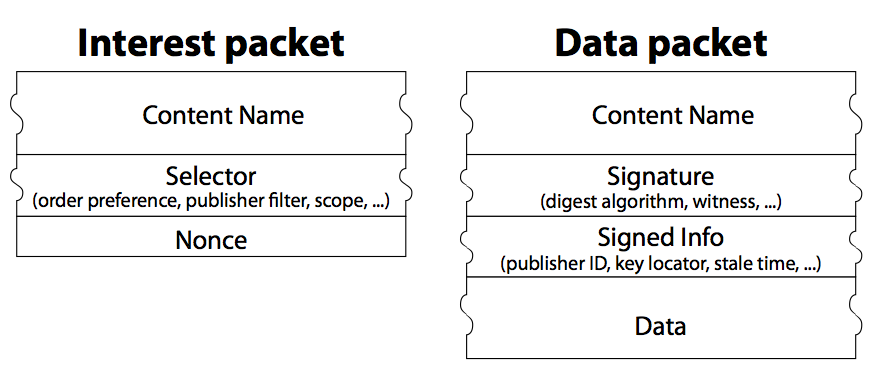 Interest packet
Content Name
Selector
(order preference, publisher filter, scope, ...)
Nonce
Data packet
Content Name
Signature
(digest algorithm, witness, ...)
Signed Info
(publisher ID, key locator, stale time, ...)
Data